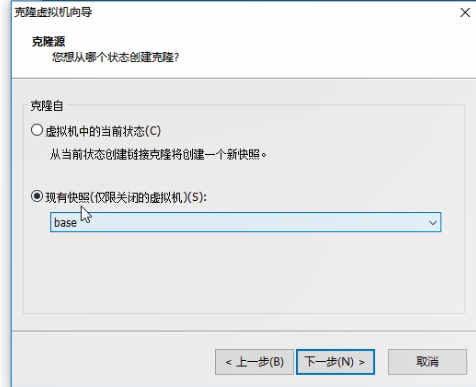 克隆虚拟机向导
克隆源
您想从哪个状态创建克隆?
克隆自
虚拟机中的当前状态(C)
从当前状态创建链接克隆将创建一个新快照。
现有快照(仅限关闭的虚拟机)(S):
base
< 上一步(B) 下一步(N) > 取消